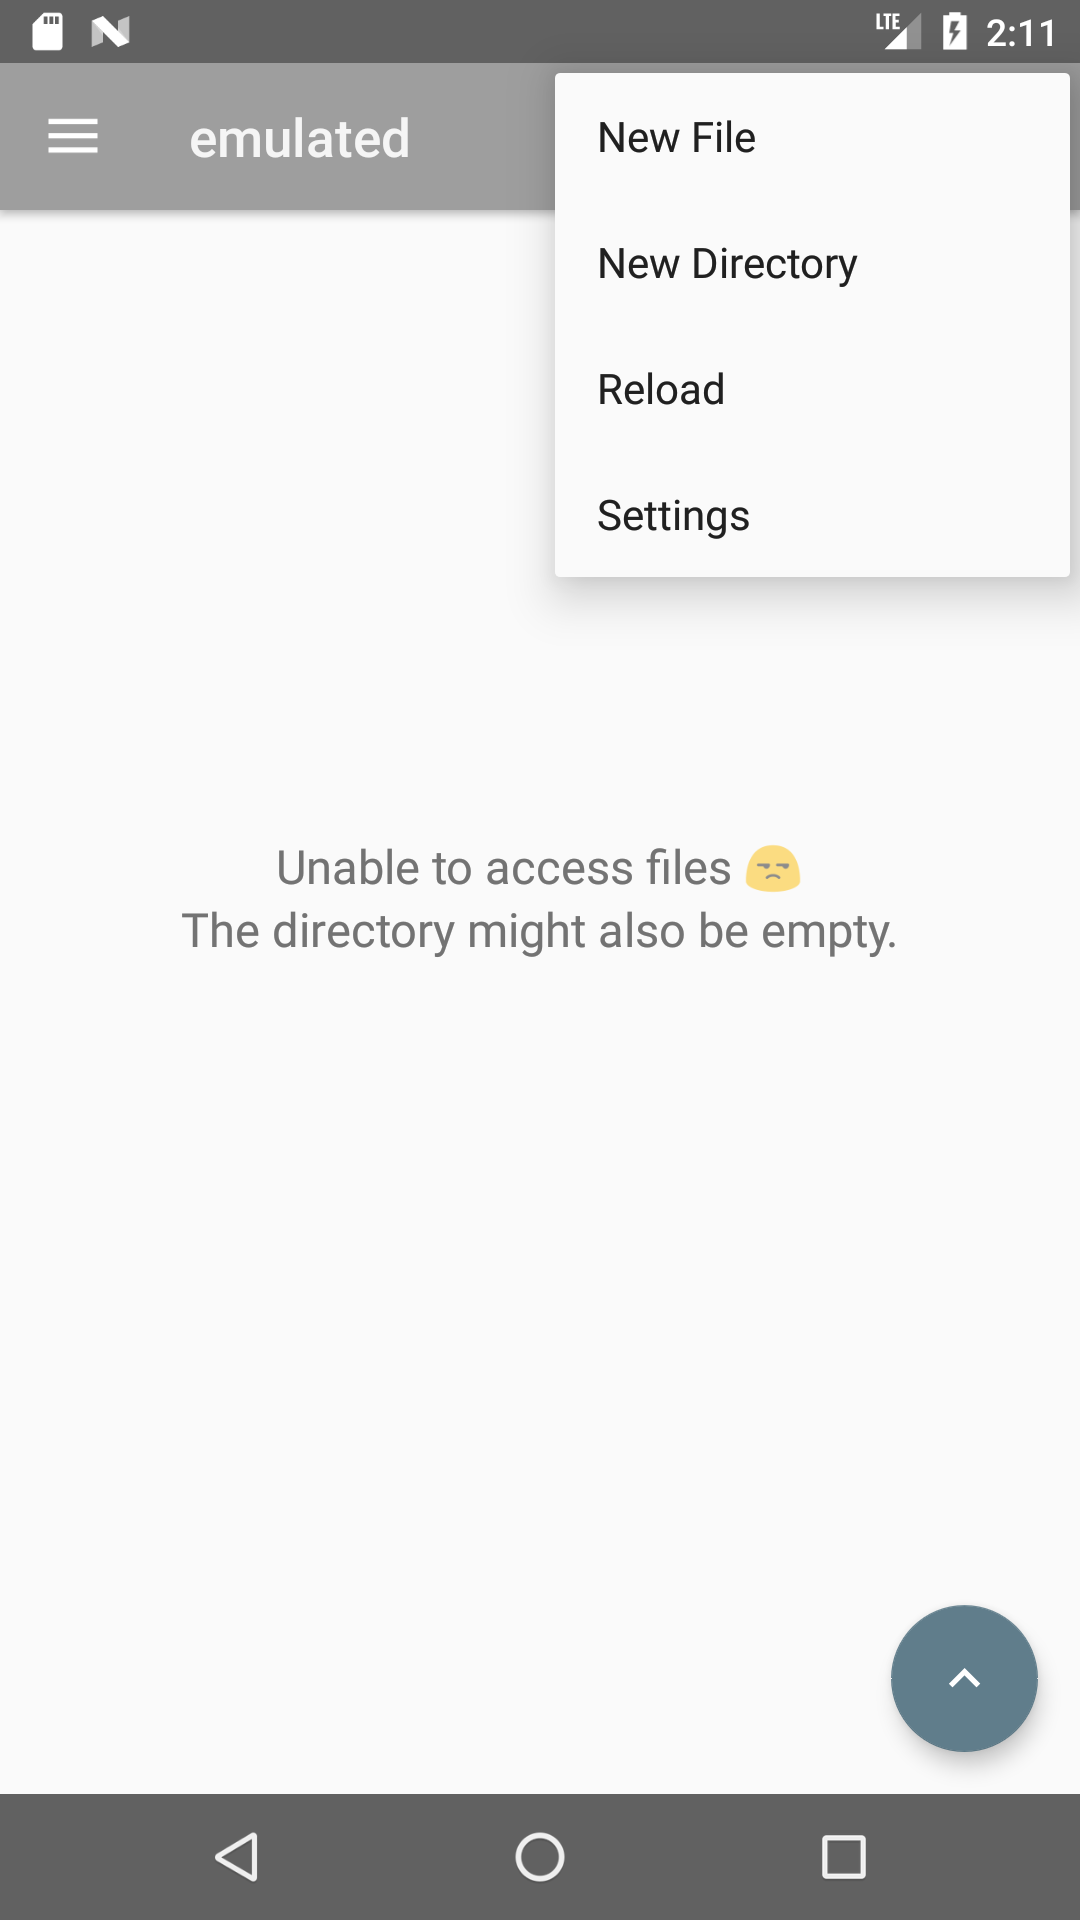 LTE 2:11
emulated
New File
New Directory
Reload
Settings
Unable to access files 😒
The directory might also be empty.